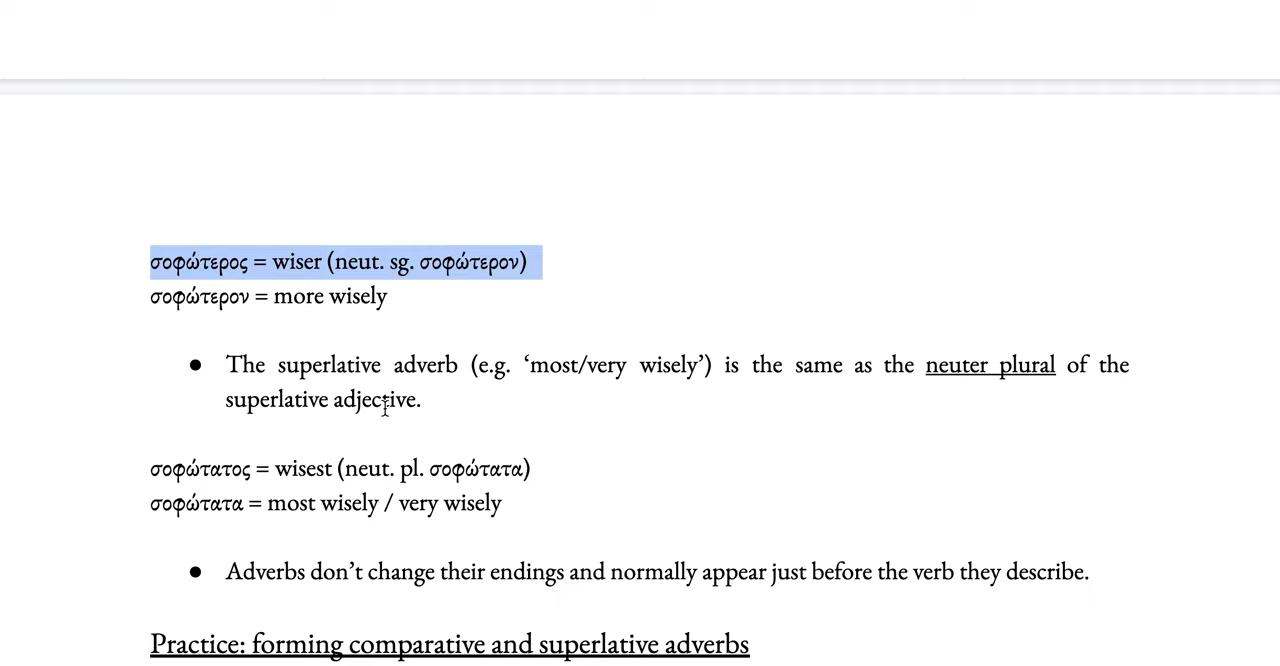 σοφώτερος = wiser (neut. sg. σοφώτερον)
σοφώτερον = more wisely
● The superlative adverb (e.g. ‘most/very wisely’) is the same as the neuter plural of the
superlative adjective.
σοφώτατος = wisest (neut. pl. σοφώτατα)
σοφώτατα = most wisely / very wisely
● Adverbs don’t change their endings and normally appear just before the verb they describe.
Practice: forming comparative and superlative adverbs